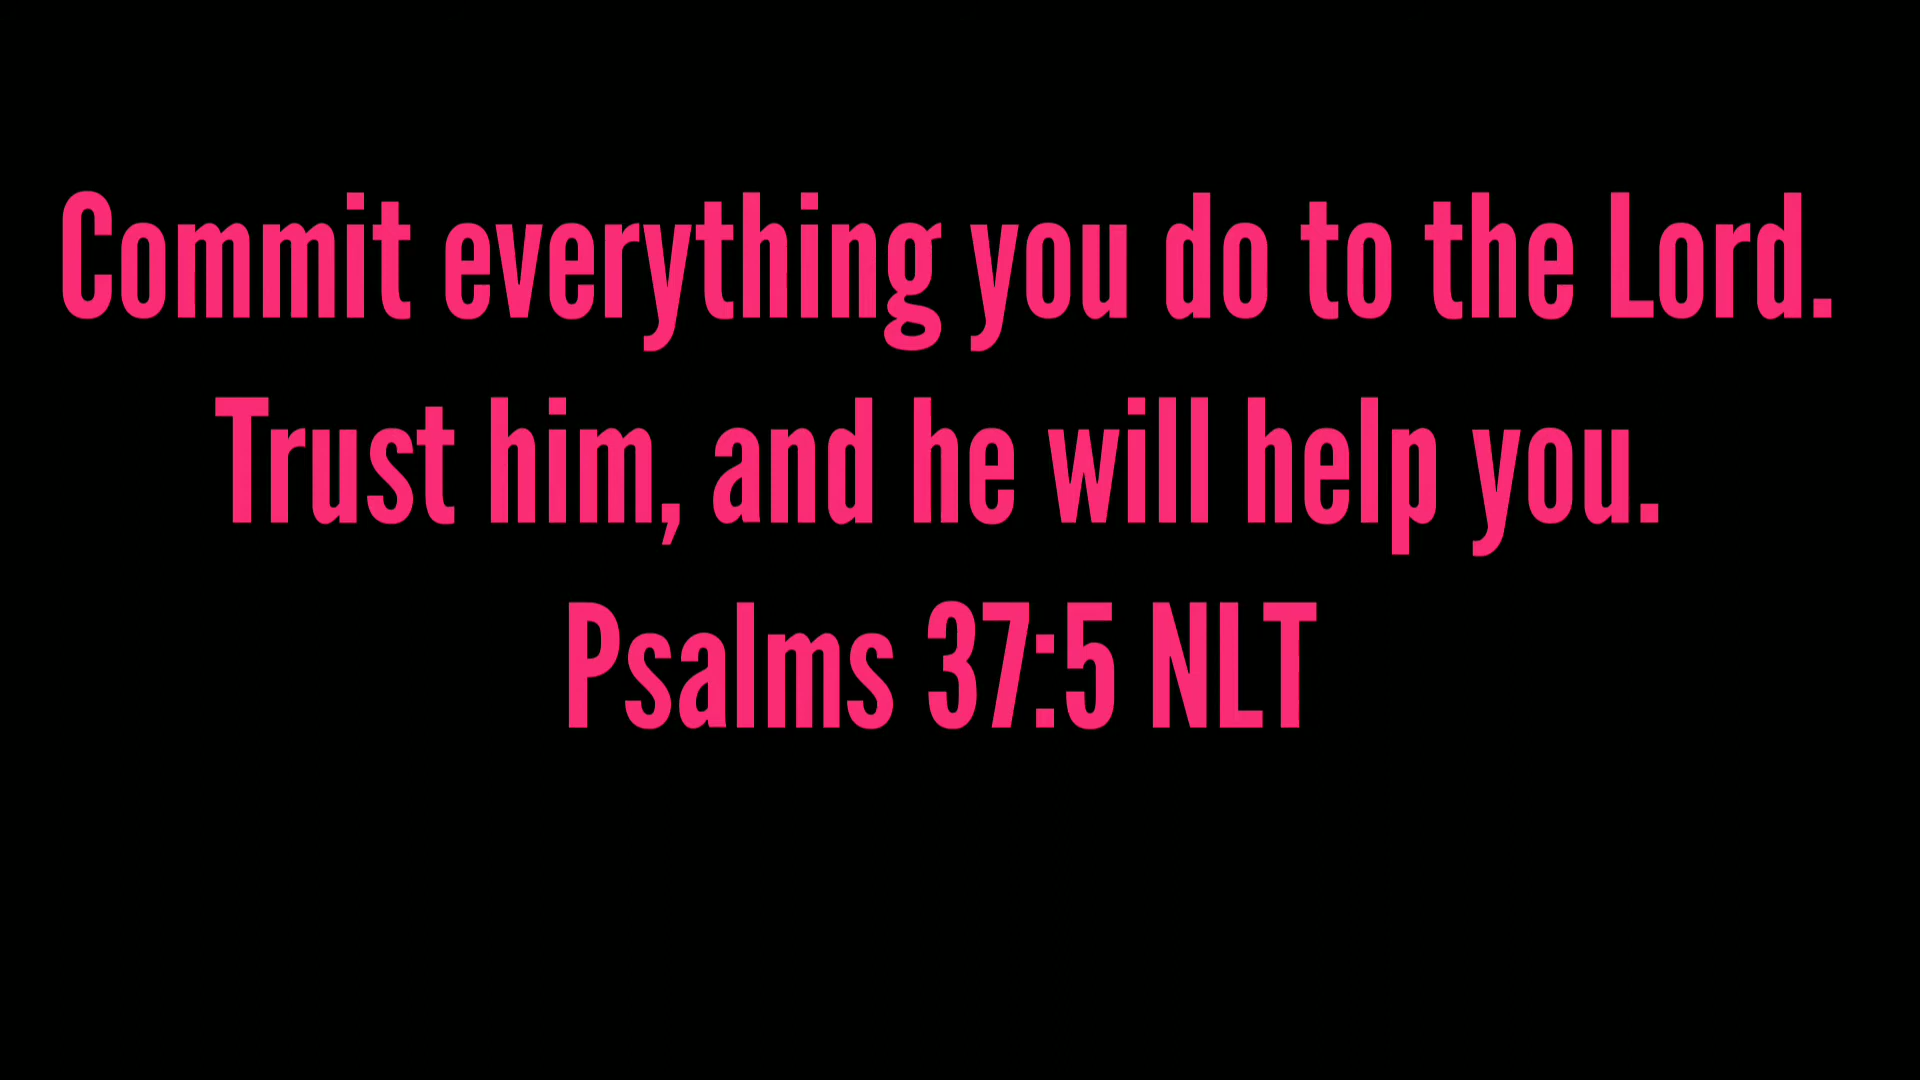 Commit everything you do to the Lord.
Trust him, and he will help you.
Psalms 37:5 NLT